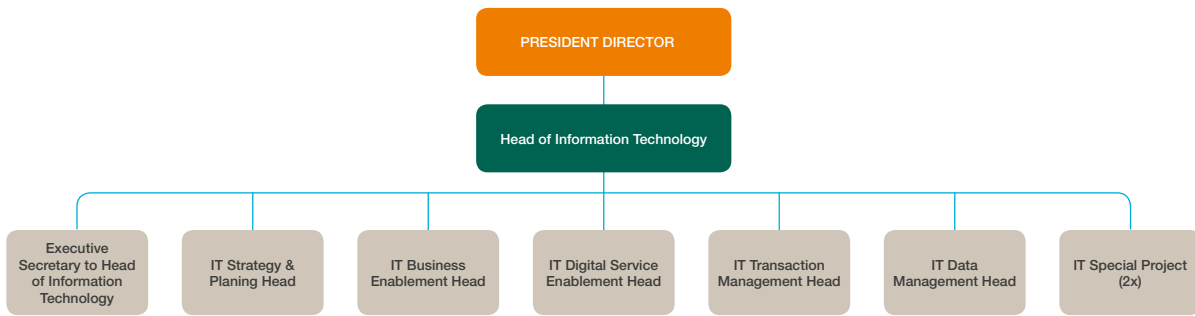 PRESIDENT DIRECTOR
Head of Information Technology
Executive
Secretary to Head
of Information
Technology
IT Strategy &
Planing Head
IT Business
Enablement Head
IT Digital Service
Enablement Head
IT Transaction
Management Head
IT Data
Management Head
IT Special Project
(2x)